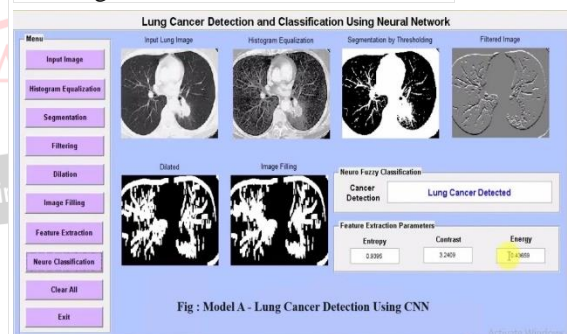 Lung Cancer Detection and Classification Using Neural Network
Menu
Input Image
Histogram Equalization
Segmentation
Filtering
Dilation
Image Filling
Feature Extraction
Neuro Classification
Clear All
Exit
Input Lung Image
Histogram Equalization
Segmentation by Thresholding
Filtered Image
Dilated
Image Filling
Neuro Fuzzy Classification
Cancer
Detection
Lung Cancer Detected
Feature Extraction Parameters
Entropy
Contrast
Energy
0.9395
3.2409
Fig : Model A - Lung Cancer Detection Using CNN
Activate Windows